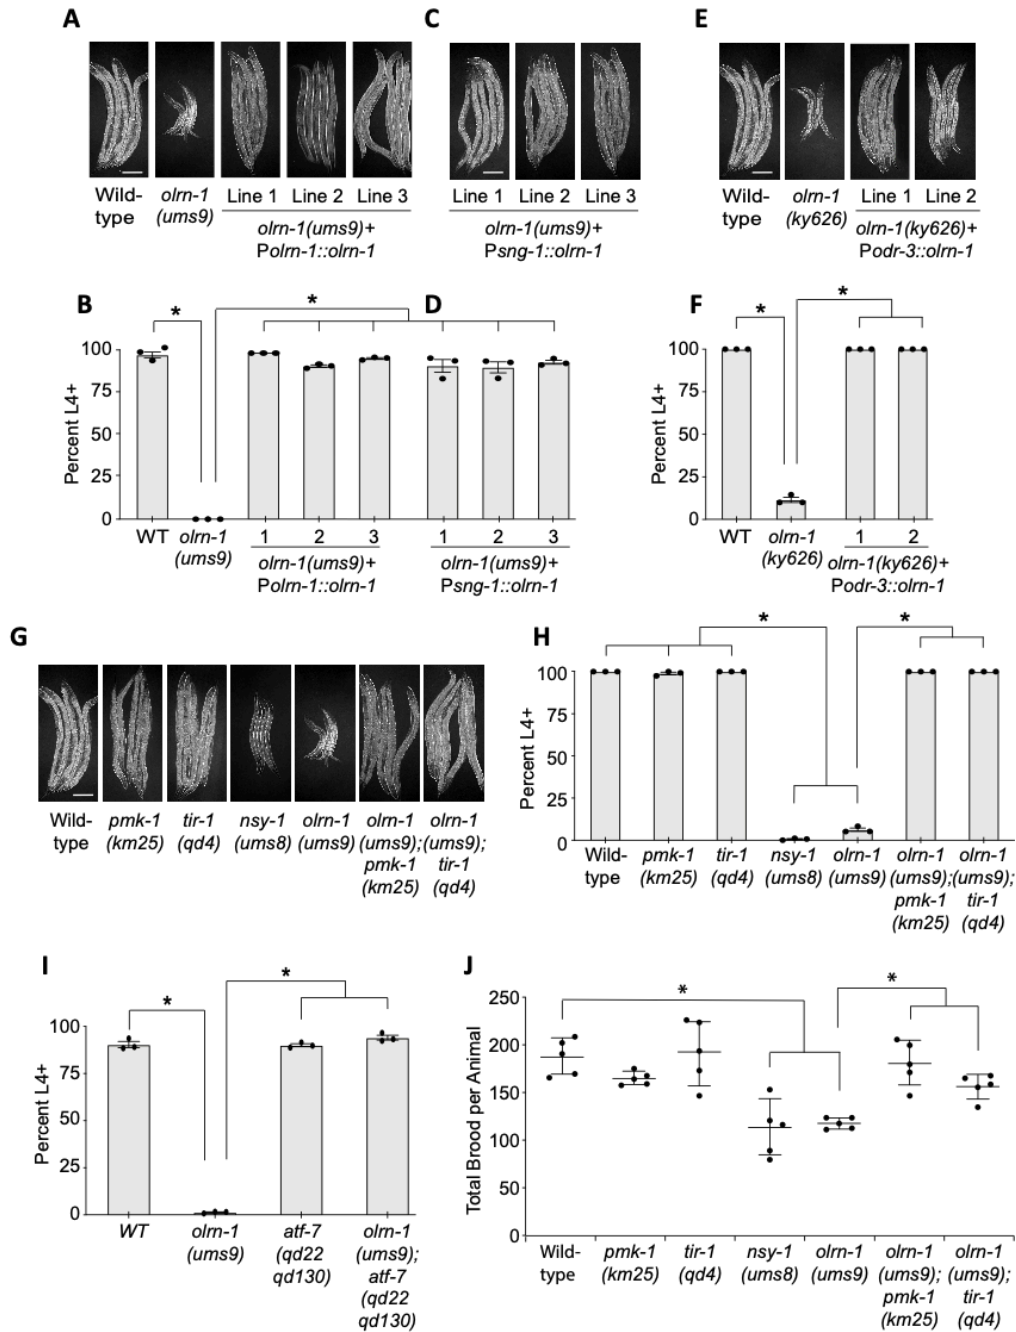 A
C
E
Wild-
type
olrn-1
(ums9)
Line 1
Line 2
Line 3
olrn-1(ums9)+
Polrn-1::olrn-1
Line 1
Line 2
Line 3
olrn-1(ums9)+
Psng-1::olrn-1
Wild-
type
olrn-1
(ky626)
Line 1
Line 2
olrn-1(ky626)+
Podr-3::olrn-1
B
D
F
*
*
Percent L4+
100
75
50
25
0
WT
olrn-1
(ums9)
1
2
3
olrn-1(ums9)+
Polrn-1::olrn-1
1
2
3
olrn-1(ums9)+
Psng-1::olrn-1
*
*
Percent L4+
100
75
50
25
0
WT
olrn-1
(ky626)
1
2
olrn-1(ky626)+
Podr-3::olrn-1
G
Wild-
type
pmk-1
(km25)
tir-1
(qd4)
nsy-1
(ums8)
olrn-1
(ums9)
olrn-1
(ums9);
pmk-1
(km25)
olrn-1
(ums9);
tir-1
(qd4)
H
*
*
Percent L4+
100
75
50
25
0
Wild-
type
pmk-1
(km25)
tir-1
(qd4)
nsy-1
(ums8)
olrn-1
(ums9)
olrn-1
(ums9);
pmk-1
(km25)
olrn-1
(ums9);
tir-1
(qd4)
I
*
*
Percent L4+
100
75
50
25
0
WT
olrn-1
(ums9)
atf-7
(qd22
qd130)
olrn-1
(ums9);
atf-7
(qd22
qd130)
J
*
*
Total Brood per Animal
250
200
150
100
50
0
Wild-
type
pmk-1
(km25)
tir-1
(qd4)
nsy-1
(ums8)
olrn-1
(ums9)
olrn-1
(ums9);
pmk-1
(km25)
olrn-1
(ums9);
tir-1
(qd4)